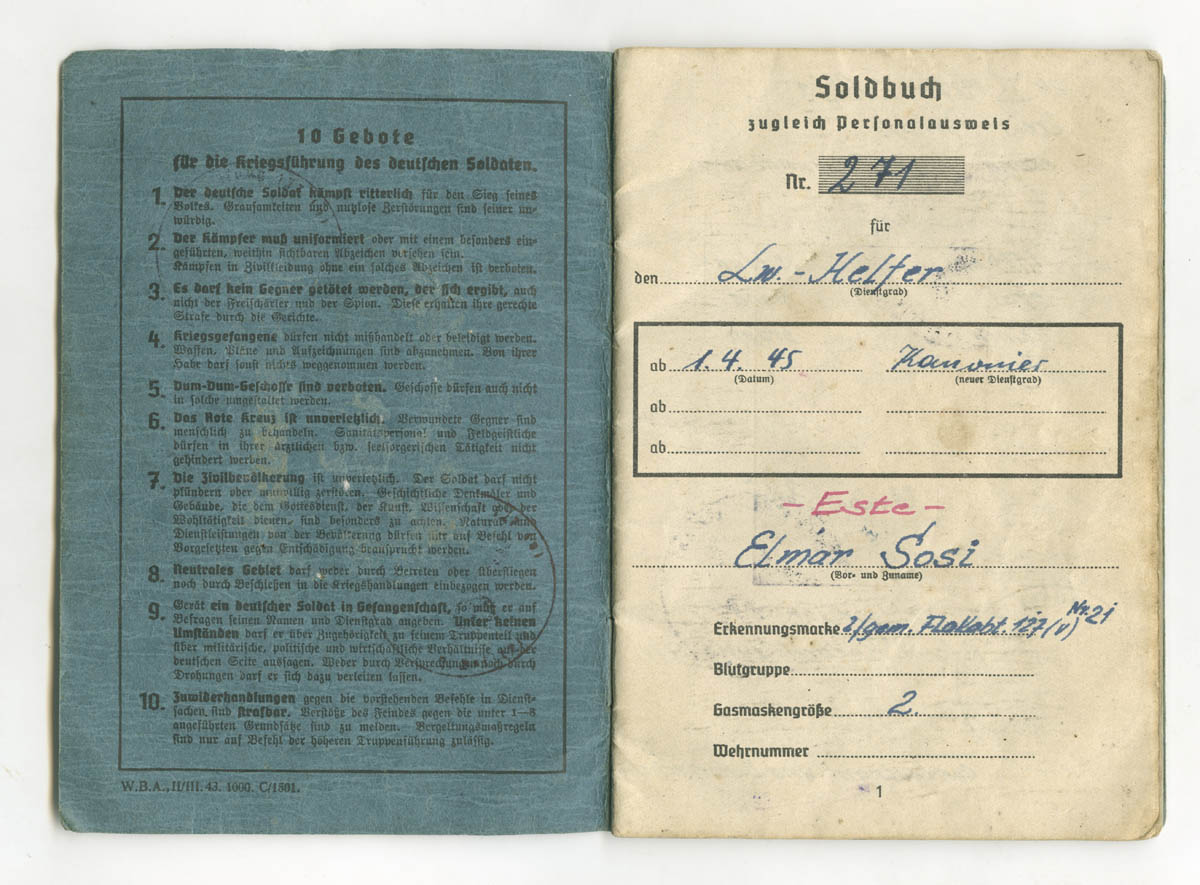 10 Gebote
für die Kriegsführung des deutschen Soldaten.
1. Der deutsche Soldat kämpft ritterlich für den Sieg seines
Volkes. Grausamkeiten und nutzlose Zerstörungen sind seiner un-
würdig.
2. Der Kämpfer muß uniformiert oder mit einem besonders ein-
geführten, weithin sichtbaren Abzeichen versehen sein.
Kämpfen in Zivilkleidung ohne ein solches Abzeichen ist verboten.
3. Es darf kein Gegner getötet werden, der sich ergibt, auch
nicht der Freischärler und der Spion. Diese erhalten ihre gerechte
Strafe durch die Gerichte.
4. Kriegsgefangene dürfen nicht mißhandelt oder beleidigt werden.
Waffen, Pläne und Aufzeichnungen sind abzunehmen. Von ihrer
Habe darf sonst nichts weggenommen werden.
5. Dum-Dum-Geschosse sind verboten. Geschosse dürfen auch nicht
in solche umgestaltet werden.
6. Das Rote Kreuz ist unverletzlich. Verwundete Gegner sind
menschlich zu behandeln. Sanitätspersonal und Feldgeistliche
dürfen in ihrer ärztlichen bzw. seelsorgerischen Tätigkeit nicht
gehindert werden.
7. Die Zivilbevölkerung ist unverletzlich. Der Soldat darf nicht
plündern oder mutwillig zerstören. Geschichtliche Denkmäler und
Gebäude, die dem Gottesdienst, der Kunst, Wissenschaft oder der
Wohltätigkeit dienen, sind besonders zu achten. Natural- und
Dienstleistungen von der Bevölkerung dürfen nur auf Befehl von
Vorgesetzten gegen Entschädigung beansprucht werden.
8. Neutrales Gebiet darf weder durch Betreten oder Überfliegen
noch durch Beschießen in die Kriegshandlungen einbezogen werden.
9. Gerät ein deutscher Soldat in Gefangenschaft, so muß er auf
Befragen seinen Namen und Dienstgrad angeben. Unter keinen
Umständen darf er über Zugehörigkeit zu seinem Truppenteil und
über militärische, politische und wirtschaftliche Verhältnisse auf der
deutschen Seite aussagen. Weder durch Versprechungen noch durch
Drohungen darf er sich dazu verleiten lassen.
10. Zuwiderhandlungen gegen die vorstehenden Befehle in Dienst-
sachen sind strafbar. Verstöße des Feindes gegen die unter 1—8
angeführten Grundsätze sind zu melden. Vergeltungsmaßregeln
sind nur auf Befehl der höheren Truppenführung zulässig.
W.B.A., II/III. 43. 1000. C/1501.
Soldbuch
zugleich Personalausweis
Nr. 271
für
den Lw.-Helfer
(Dienstgrad)
ab 1.4.45 Kanonier
(Datum) (neuer Dienstgrad)
ab
ab
- Este -
Elmar Sosi
(Vor- und Zuname)
Erkennungsmarke 2/gem. Flakabt. 127 (v) Nr. 21
Blutgruppe
Gasmaskengröße 2.
Wehrnummer
1